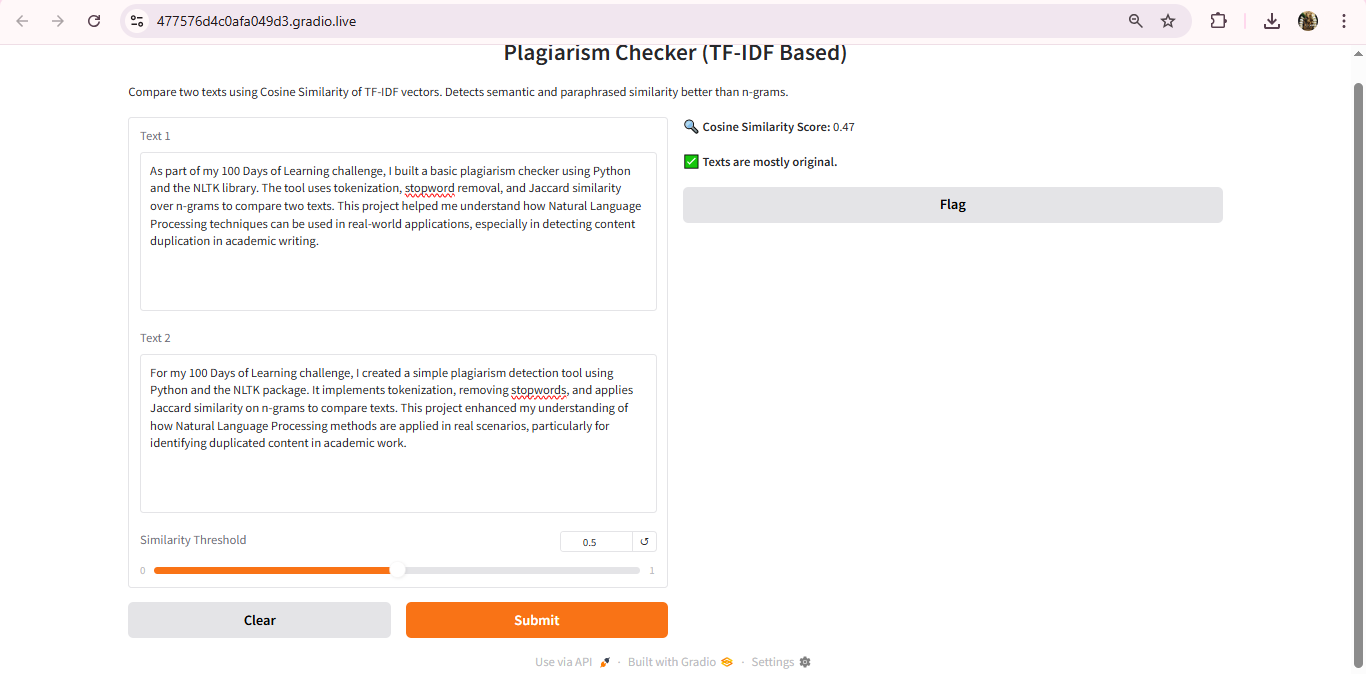 477576d4c0afa049d3.gradio.live
Plagiarism Checker (TF-IDF Based)
Compare two texts using Cosine Similarity of TF-IDF vectors. Detects semantic and paraphrased similarity better than n-grams.
Text 1
As part of my 100 Days of Learning challenge, I built a basic plagiarism checker using Python
and the NLTK library. The tool uses tokenization, stopword removal, and Jaccard similarity
over n-grams to compare two texts. This project helped me understand how Natural Language
Processing techniques can be used in real-world applications, especially in detecting content
duplication in academic writing.
Text 2
For my 100 Days of Learning challenge, I created a simple plagiarism detection tool using
Python and the NLTK package. It implements tokenization, removing stopwords, and applies
Jaccard similarity on n-grams to compare texts. This project enhanced my understanding of
how Natural Language Processing methods are applied in real scenarios, particularly for
identifying duplicated content in academic work.
Similarity Threshold
0.5
0
1
Clear
Submit
🔍 Cosine Similarity Score: 0.47
✅ Texts are mostly original.
Flag
Use via API · Built with Gradio · Settings